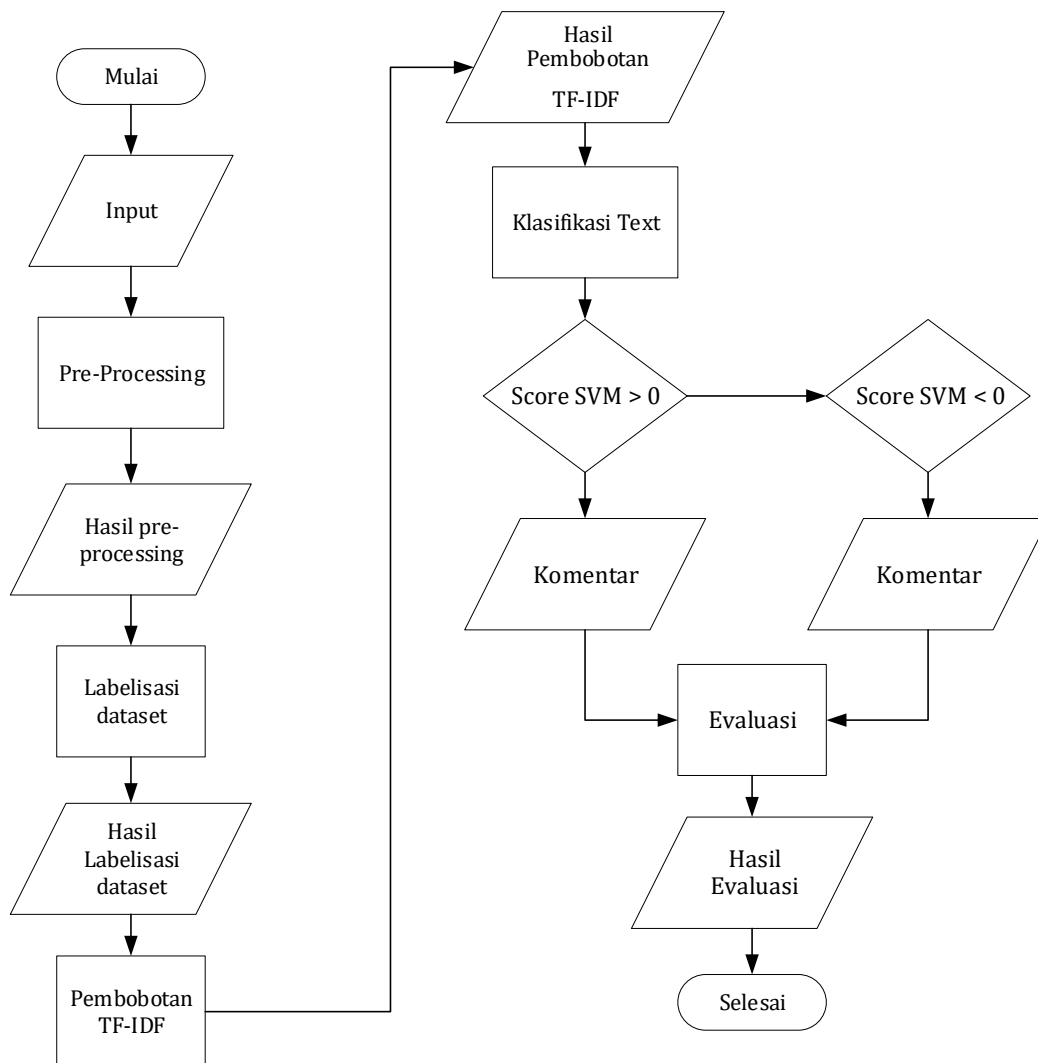 Mulai
Input
Pre-Processing
Hasil pre-
processing
Labelisasi
dataset
Hasil
Labelisasi
dataset
Pembobotan
TF-IDF
Hasil
Pembobotan
TF-IDF
Klasifikasi Text
Score SVM > 0
Score SVM < 0
Komentar
Komentar
Evaluasi
Hasil
Evaluasi
Selesai